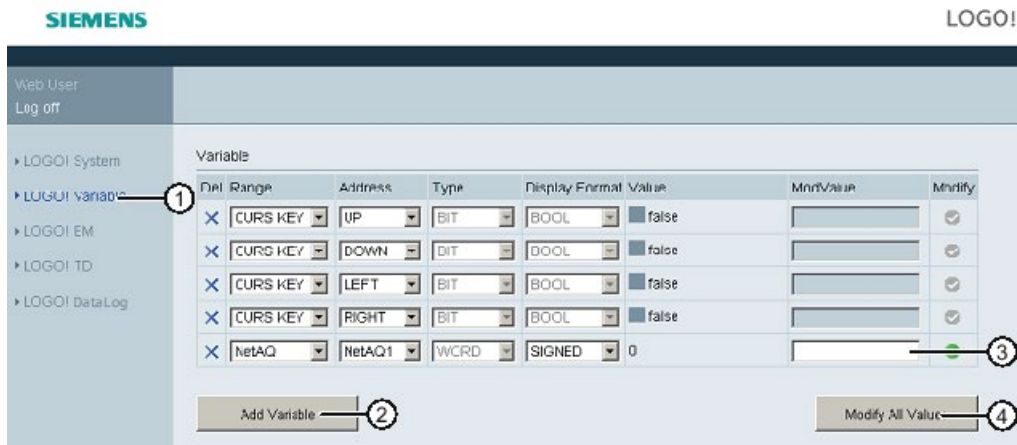 SIEMENS
LOGO!
Web User
Log off
LOGO! System
LOGO! Variable
LOGO! EM
LOGO! TD
LOGO! DataLog
Variable
Del Range Address Type Display Format Value ModValue Modify
CURS KEY UP BIT BOOL false
CURS KEY DOWN BIT BOOL false
CURS KEY LEFT BIT BOOL false
CURS KEY RIGHT BIT BOOL false
NetAQ NetAQ1 WORD SIGNED 0
Add Variable
Modify All Value
1
2
3
4